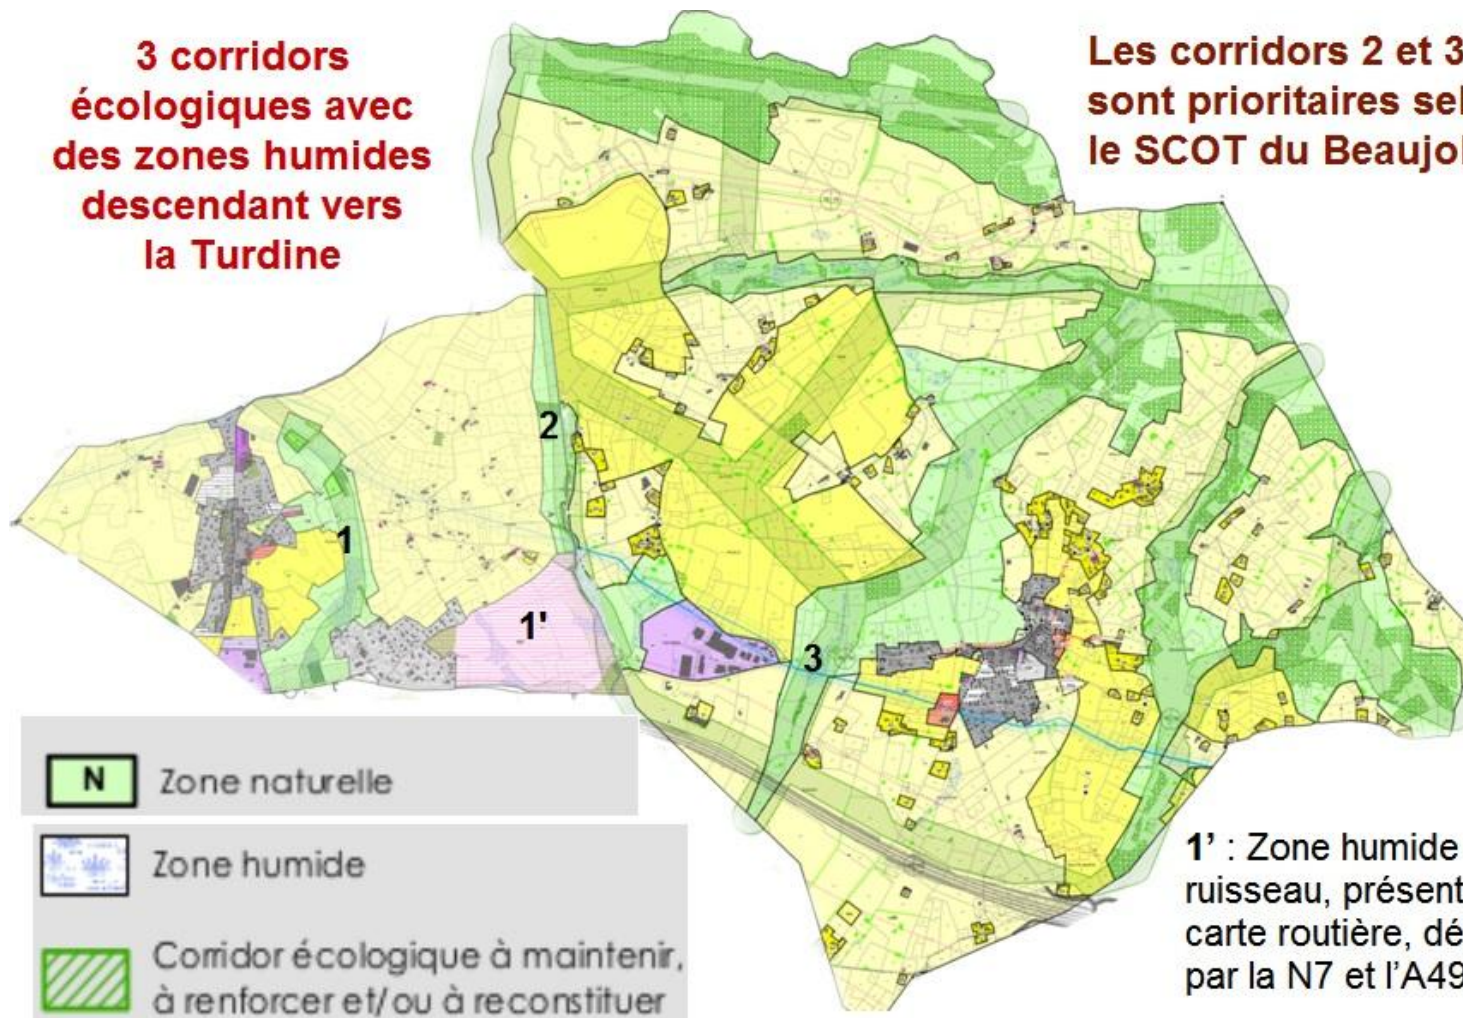 3 corridors
écologiques avec
des zones humides
descendant vers
la Turdine
Les corridors 2 et 3
sont prioritaires sel
le SCOT du Beaujol
2
1
1'
3
N Zone naturelle
Zone humide
Corridor écologique à maintenir,
à renforcer et/ou à reconstituer
1’ : Zone humide
ruisseau, présent
carte routière, dé
par la N7 et l’A49